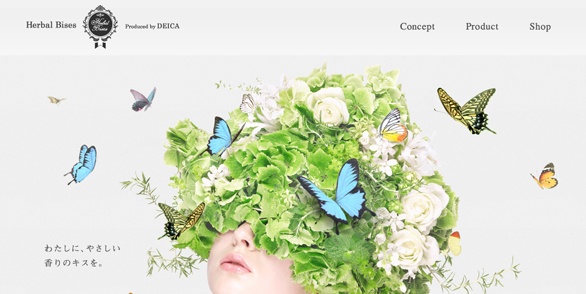 Herbal Bises
Herbal
Bises
Produced by DEICA
Concept
Product
Shop
わたしに、やさしい
香りのキスを。